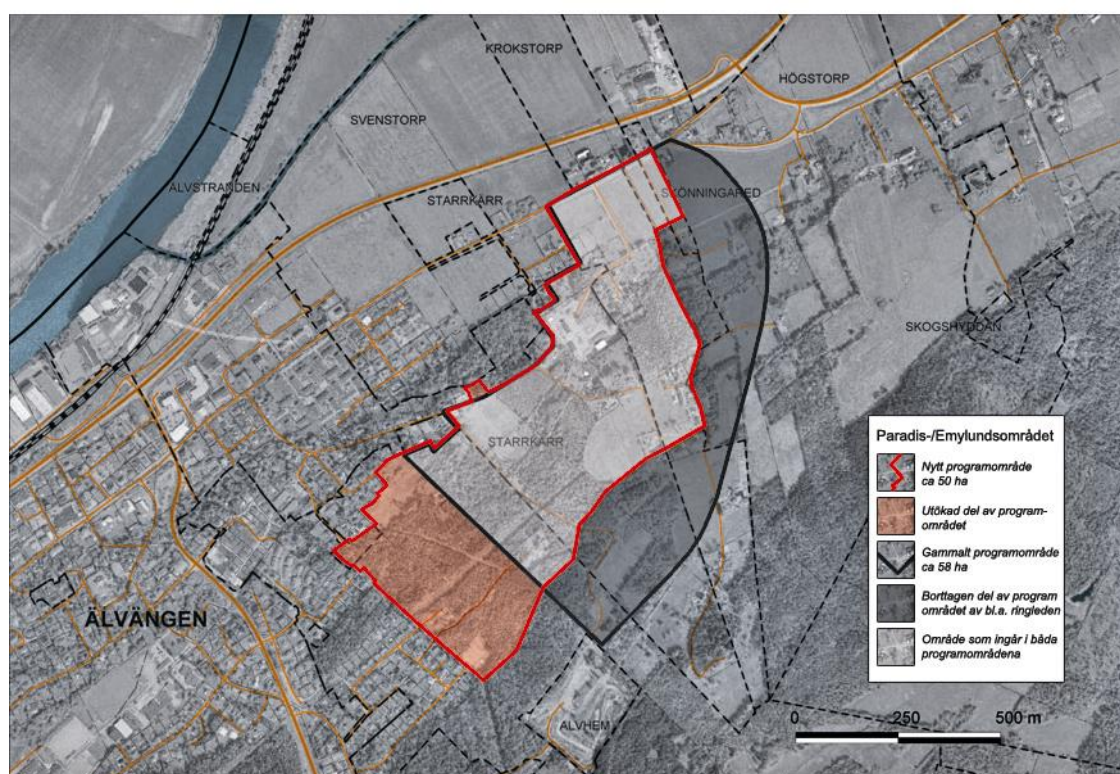 KROKSTORP
HÖGSTORP
SVENSTORP
ÄLVSTRANDEN
STARRKÄRR
SKÖNNINGARED
SKOGSHYDDAN
STARRKÄRR
ÄLVÄNGEN
ALVHEM
Paradis-/Emylundsområdet
Nytt programområde
ca 50 ha
Utökad del av program-
området
Gammalt programområde
ca 58 ha
Borttagen del av program
området av bl.a. ringleden
Område som ingår i båda
programområdena
0 250 500 m